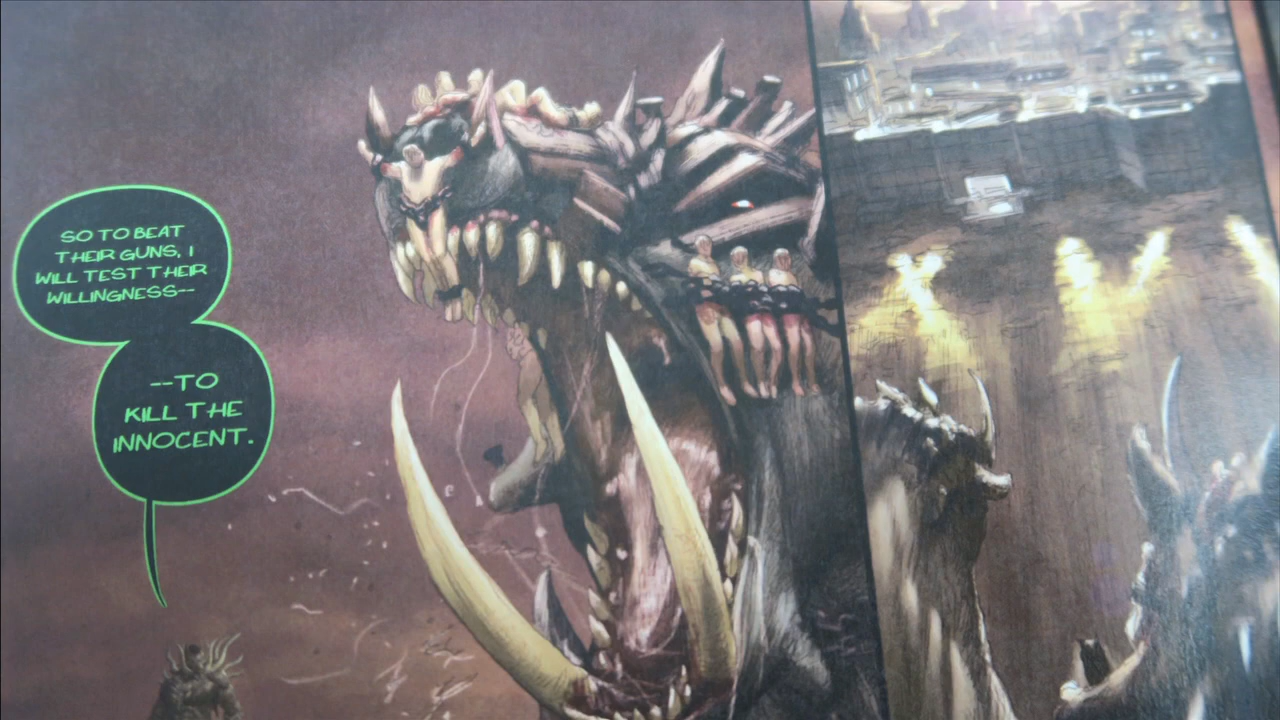 SO TO BEAT
THEIR GUNS, I
WILL TEST THEIR
WILLINGNESS--
--TO
KILL THE
INNOCENT.